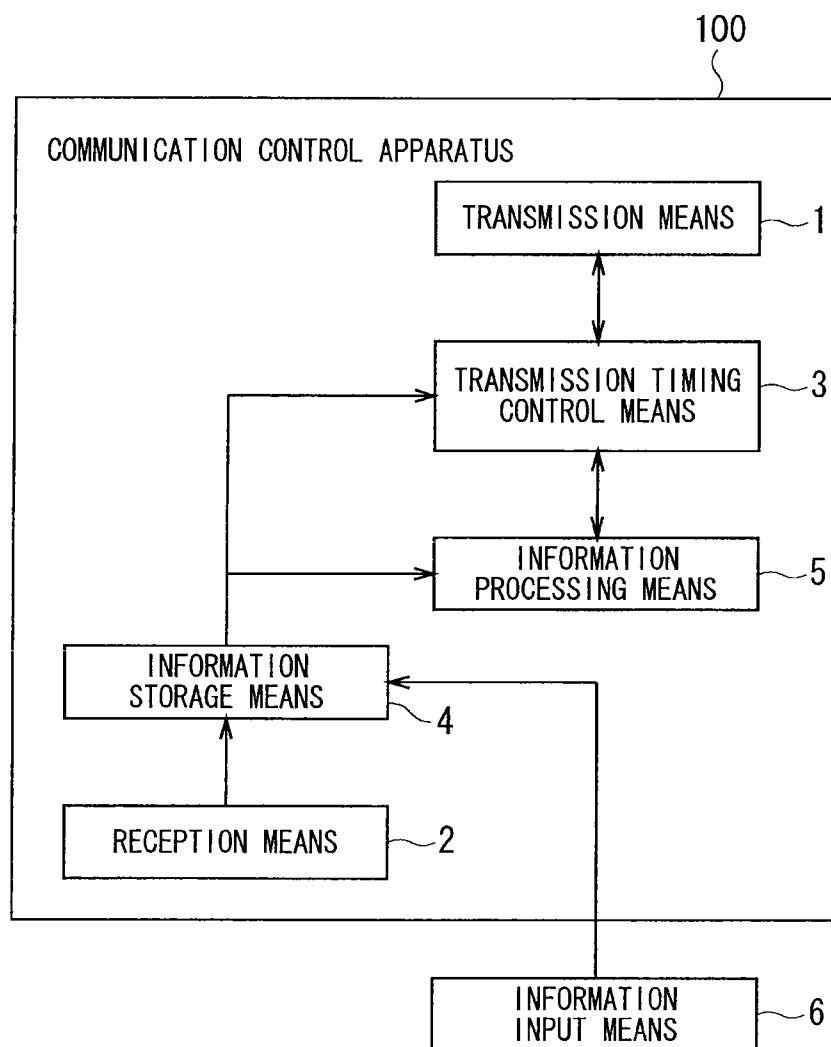 100
COMMUNICATION CONTROL APPARATUS
TRANSMISSION MEANS
1
TRANSMISSION TIMING
CONTROL MEANS
3
INFORMATION
PROCESSING MEANS
5
INFORMATION
STORAGE MEANS
4
RECEPTION MEANS
2
INFORMATION
INPUT MEANS
6